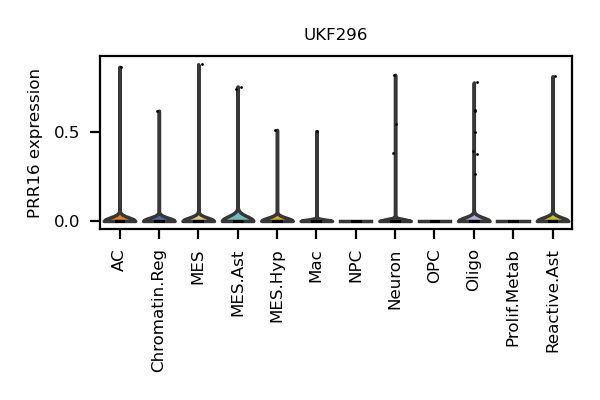 UKF296
PRR16 expression
0.5
0.0
AC
Chromatin.Reg
MES
MES.Ast
MES.Hyp
Mac
NPC
Neuron
OPC
Oligo
Prolif.Metab
Reactive.Ast